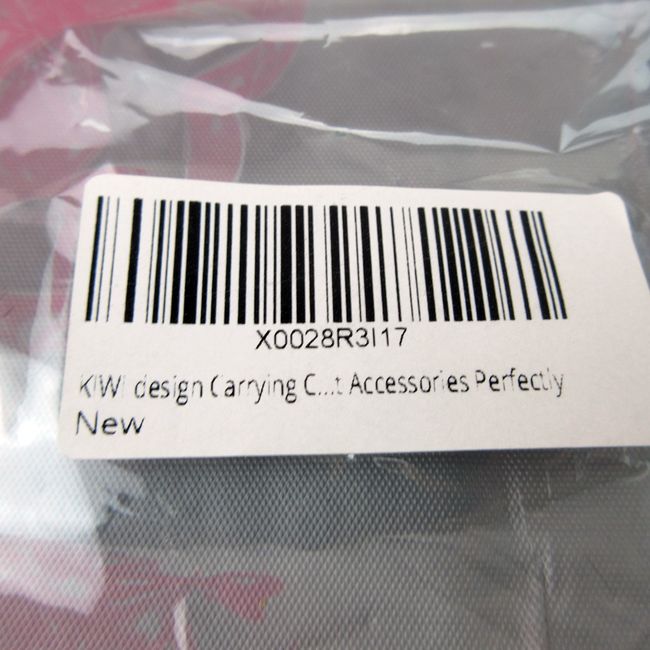 X0028R3I17
KIWI design Carrying C...t Accessories Perfectly
New